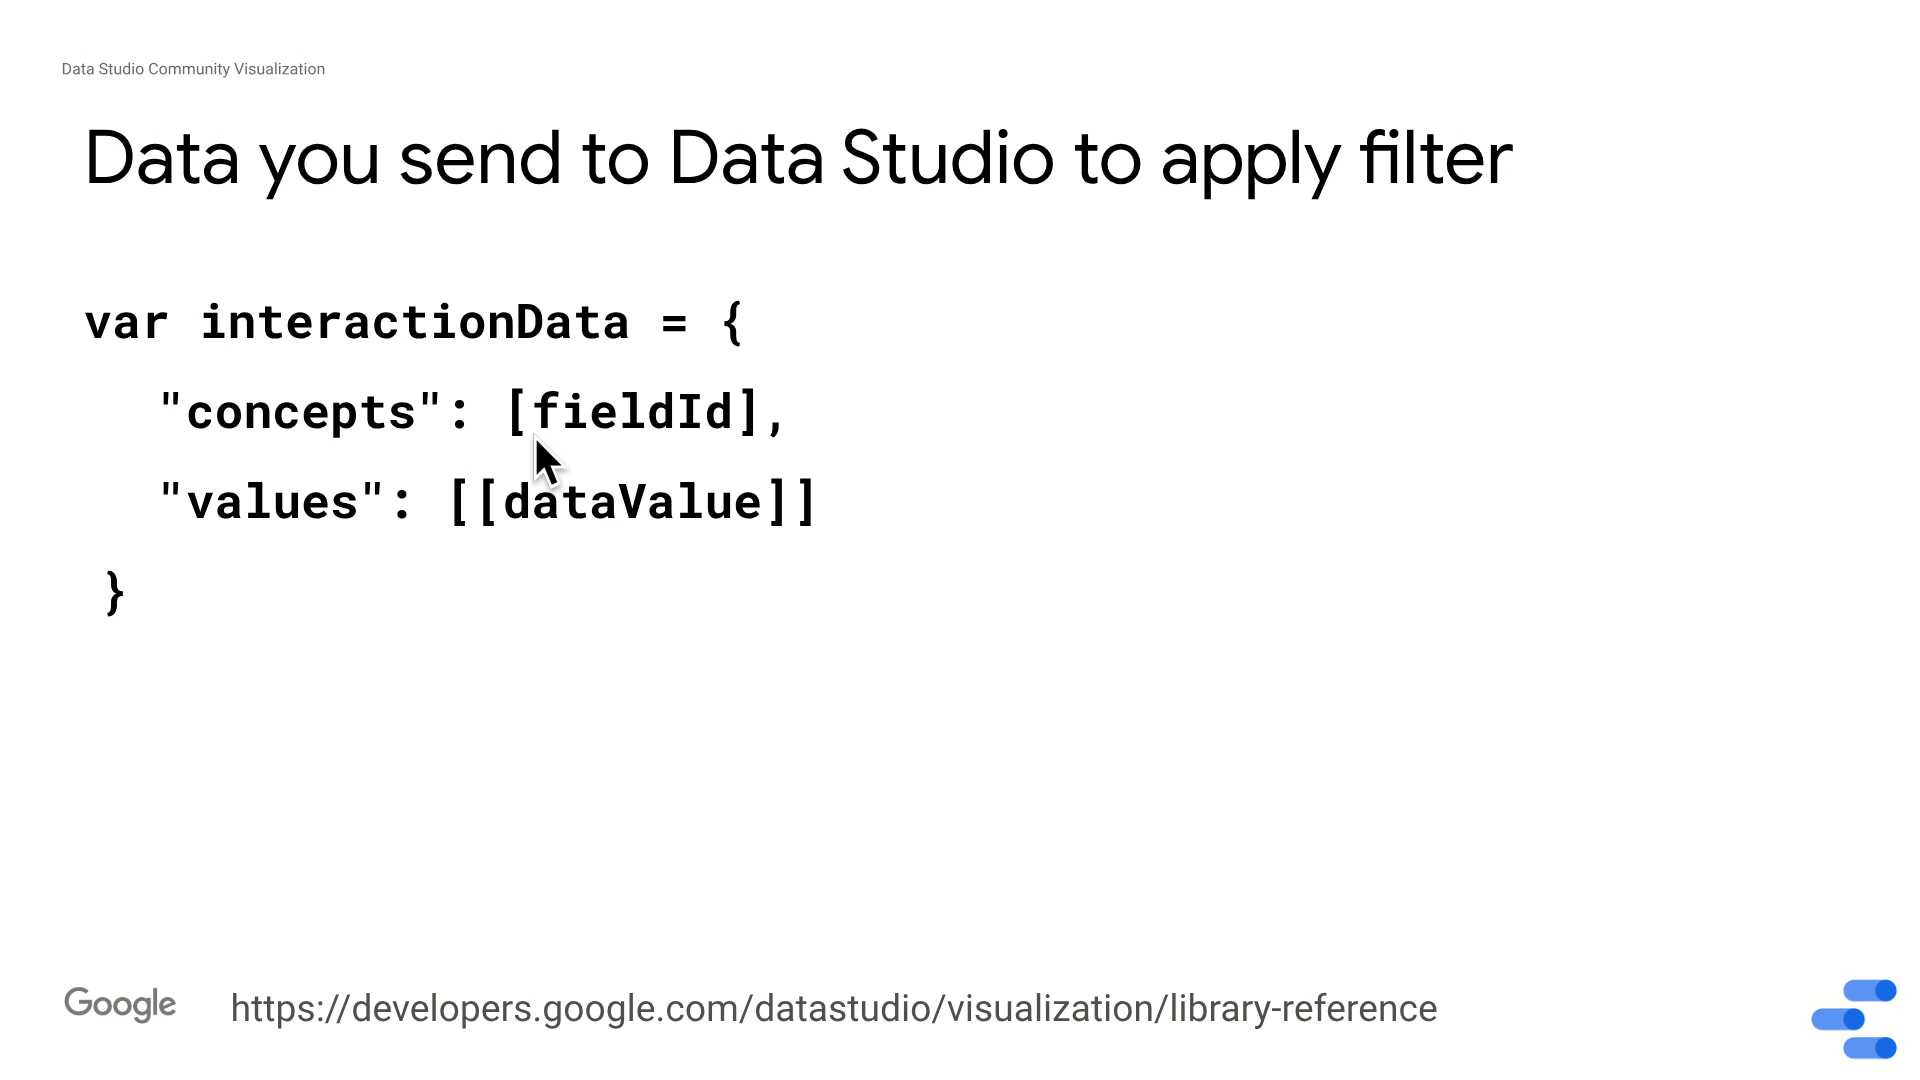 Data Studio Community Visualization
Data you send to Data Studio to apply filter
var interactionData = {
"concepts": [fieldId],
"values": [[dataValue]]
}
Google
https://developers.google.com/datastudio/visualization/library-reference